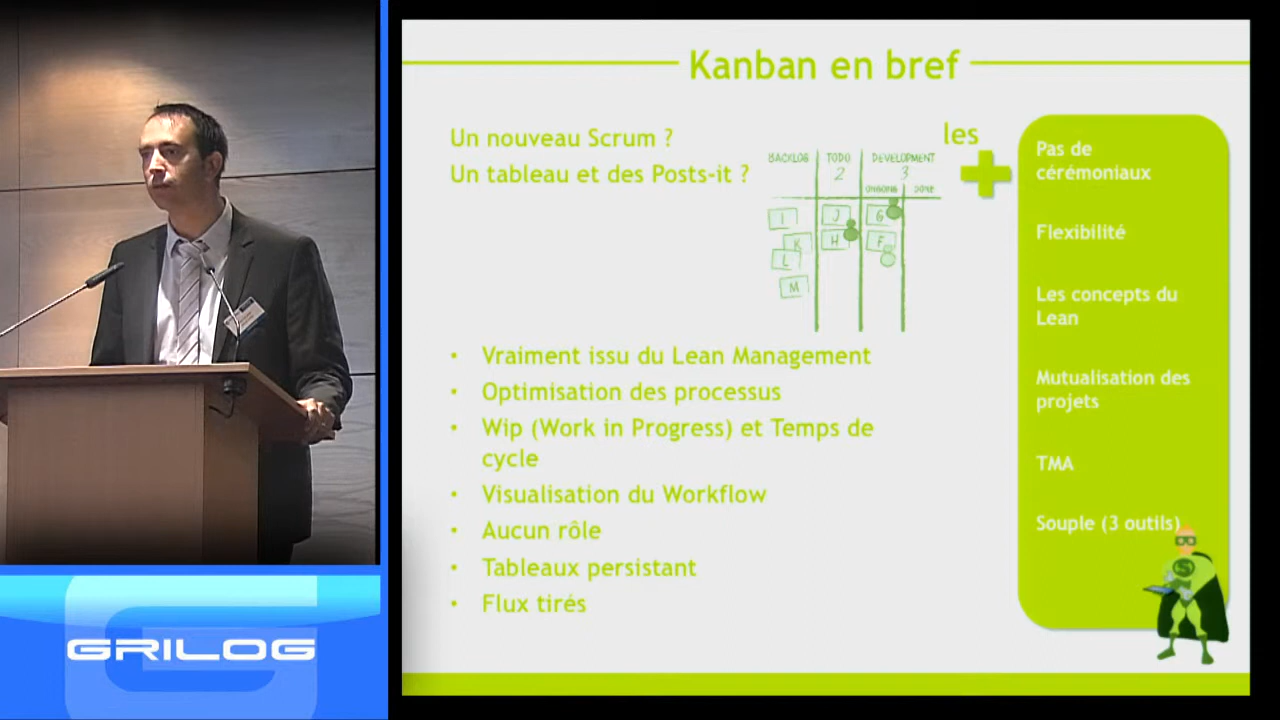 Kanban en bref
Un nouveau Scrum ?
Un tableau et des Posts-it ?
BACKLOG
TODO
2
DEVELOPMENT
3
ONGOING
DONE
I
K
L
M
J
H
G
F
les
Pas de
cérémoniaux
Flexibilité
Les concepts du
Lean
Mutualisation des
projets
TMA
Souple (3 outils)
• Vraiment issu du Lean Management
• Optimisation des processus
• Wip (Work in Progress) et Temps de
cycle
• Visualisation du Workflow
• Aucun rôle
• Tableaux persistant
• Flux tirés
GRILOG